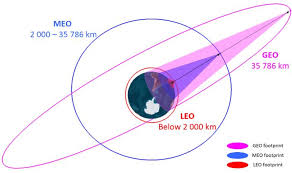 MEO
2 000 – 35 786 km
GEO
35 786 km
LEO
Below 2 000 km
GEO footprint
MEO footprint
LEO footprint